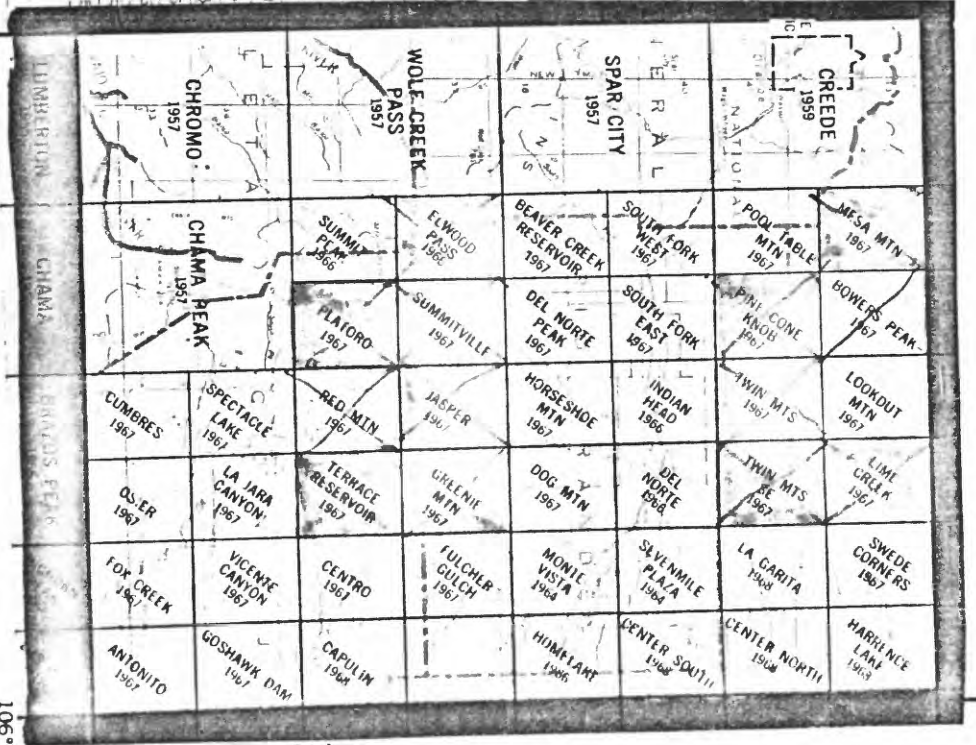 CREEDE
1959
NATION
SPAR CITY
1957
WOLF CREEK
PASS
1957
CHROMO
1957
MESA MTN
1967
POOL TABLE
MTN
1967
SOUTH FORK
WEST
1967
BEAVER CREEK
RESERVOIR
1967
ELWOOD
PASS
SUMMIT
PEAK
1966
CHAMA PEAK
1957
BOWERS PEAK
1967
PINE CONE
KNOB
1967
SOUTH FORK
EAST
1967
DEL NORTE
PEAK
1967
SUMMITVILLE
1967
PLATORO
1967
LOOKOUT
MTN
1967
TWIN MTS
1967
INDIAN
HEAD
1966
HORSESHOE
MTN
1967
JASPER
1967
RED MTN
1967
SPECTACLE
LAKE
1967
CUMBRES
1967
LIME
CREEK
1967
TWIN MTS
SE
1967
DEL
NORTE
1966
DOG MTN
1967
GREENIE
MTN
1967
TERRACE
RESERVOIR
1967
LA JARA
CANYON
1967
OSIER
1967
SWEDE
CORNERS
1967
LA GARITA
1968
SEVENMILE
PLAZA
1964
MONTE
VISTA
1964
FULCHER
GULCH
1967
CENTRO
1967
VICENTE
CANYON
1967
FOX CREEK
1967
HARRENCE
LAKE
CENTER NORTH
1968
CENTER SOUTH
1968
HOMELAKE
1966
CAPULIN
1968
GOSHAWK DAM
1967
ANTONITO
1967
CHAMA
BRAZOS PEAK
106°